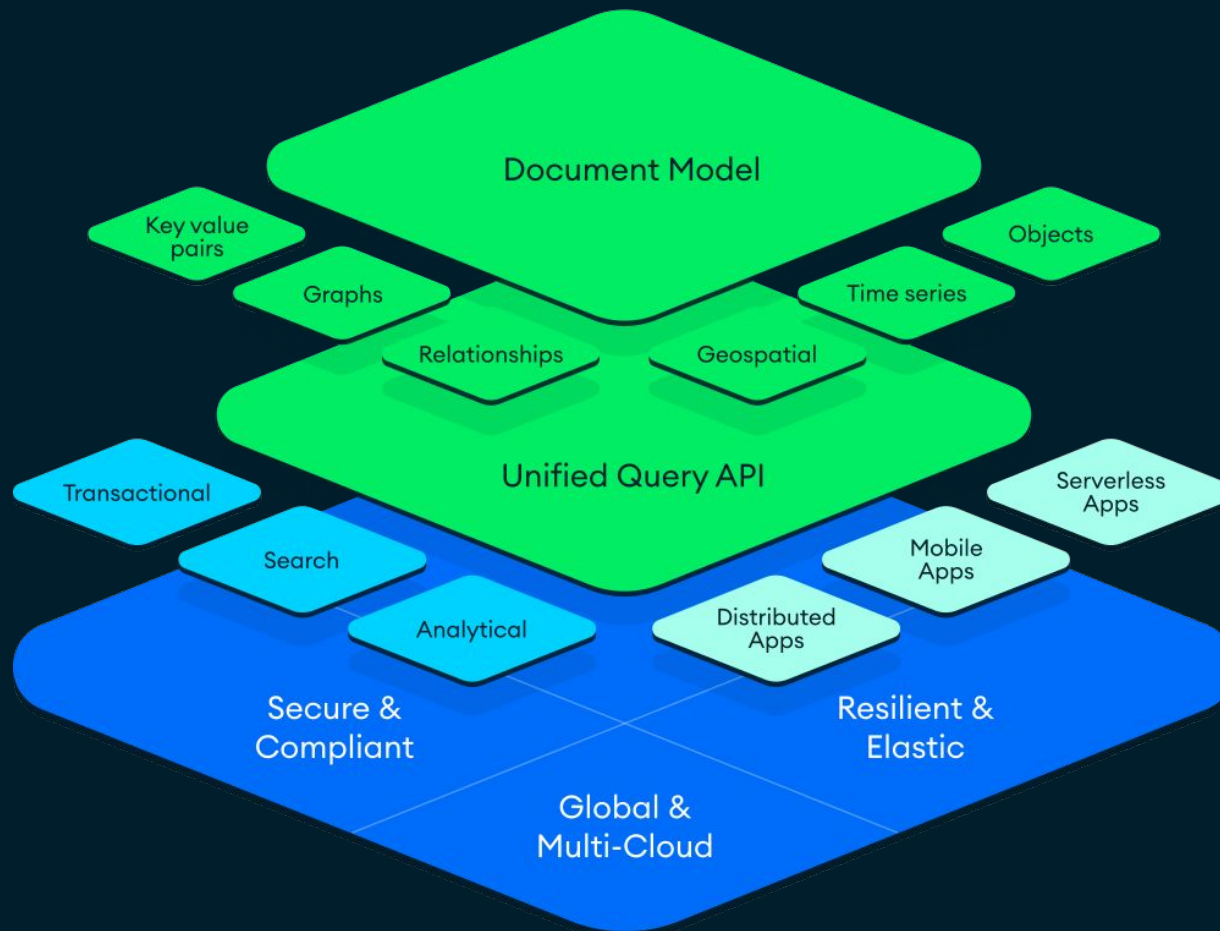 Document Model
Key value
pairs
Objects
Graphs
Time series
Relationships
Geospatial
Unified Query API
Transactional
Serverless
Apps
Search
Mobile
Apps
Analytical
Distributed
Apps
Secure &
Compliant
Resilient &
Elastic
Global &
Multi-Cloud